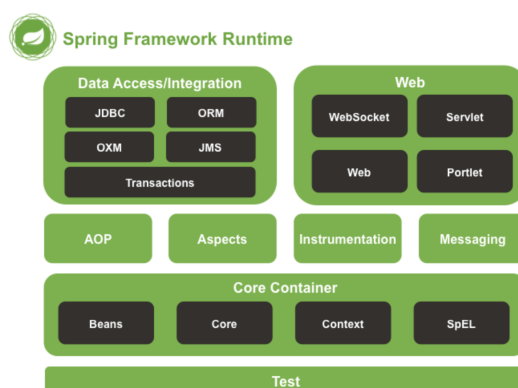 Spring Framework Runtime
Data Access/Integration
JDBC ORM
OXM JMS
Transactions
Web
WebSocket Servlet
Web Portlet
AOP Aspects Instrumentation Messaging
Core Container
Beans Core Context SpEL
Test